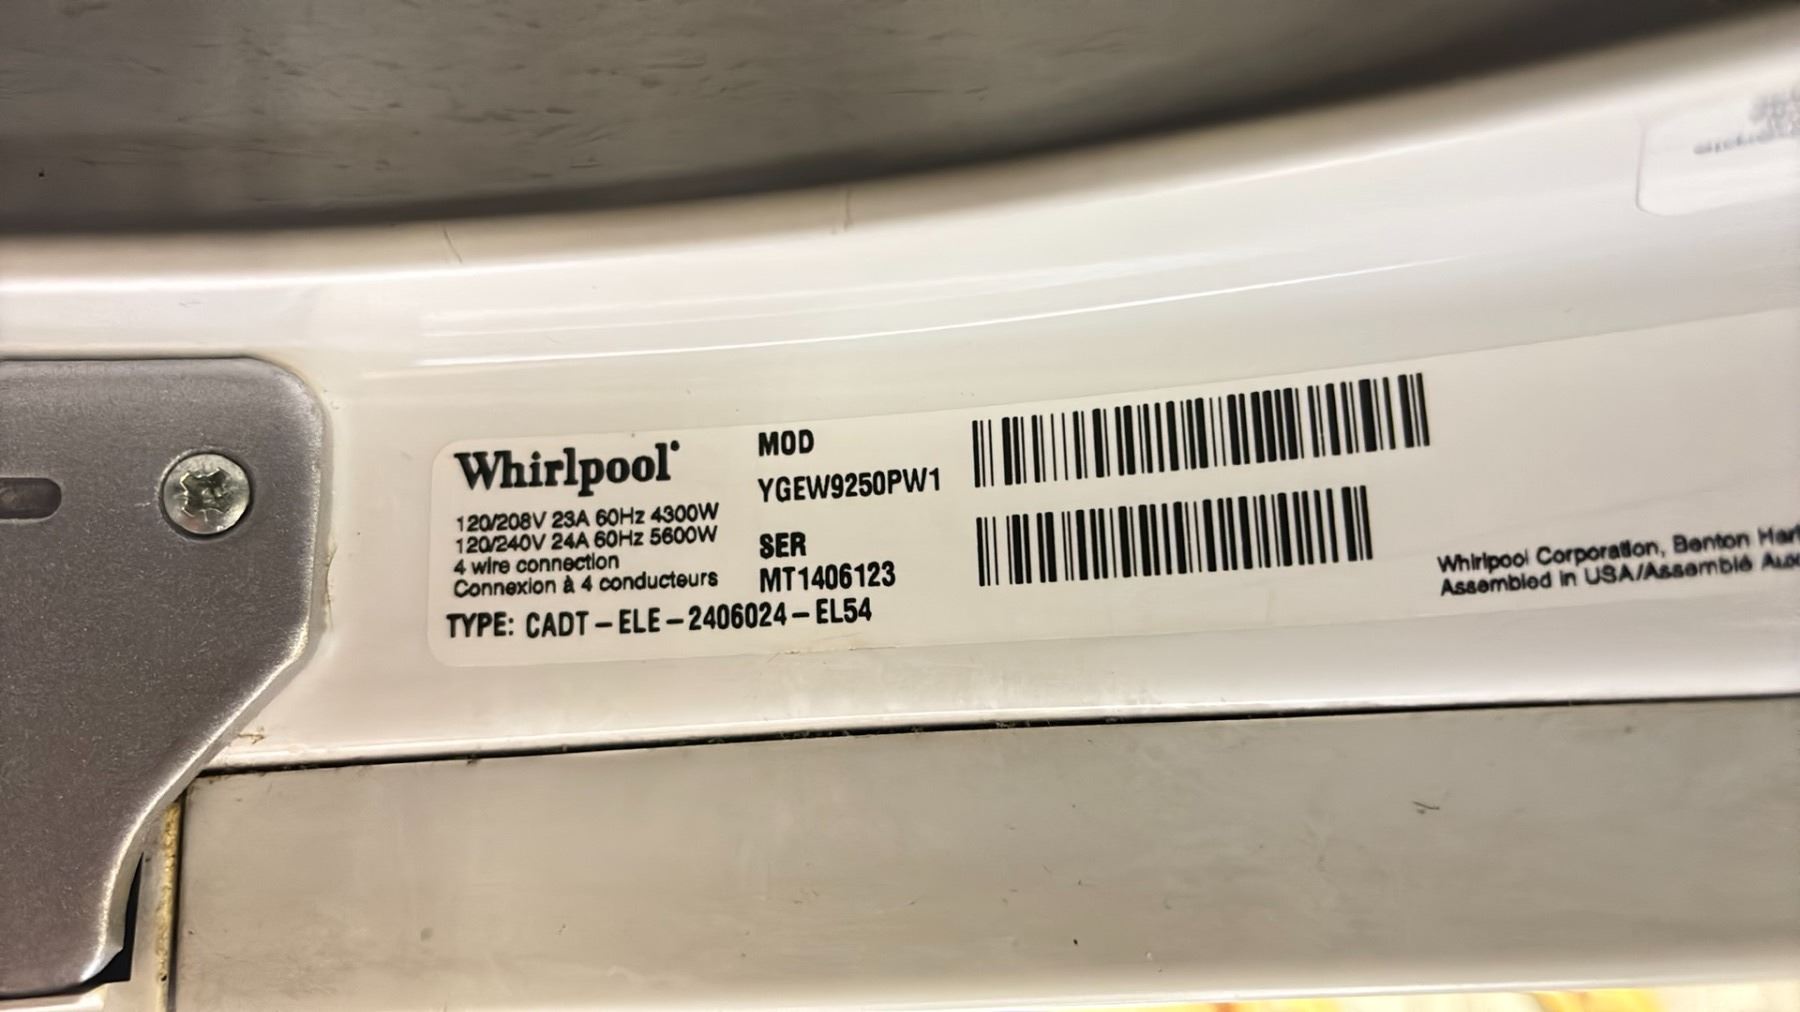 Whirlpool
120/208V 23A 60Hz 4300W
120/240V 24A 60Hz 5600W
4 wire connection
Connexion à 4 conducteurs
TYPE: CADT-ELE-2406024-EL54
MOD
YGEW9250PW1
SER
MT1406123
Whirlpool Corporation, Benton
Assembled in USA/Assemblé